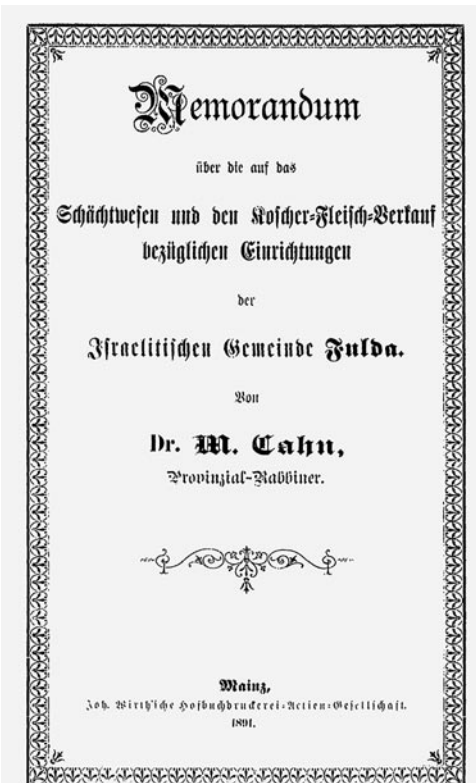 Memorandum
über die auf das
Schächtwesen und den Koscher-Fleisch-Verkauf
bezüglichen Einrichtungen
der
Israelitischen Gemeinde Fulda.
Von
Dr. M. Cahn,
Provinzial-Rabbiner.
Mainz,
Joh. Wirth'sche Hofbuchdruckerei-Actien-Gesellschaft.
1891.